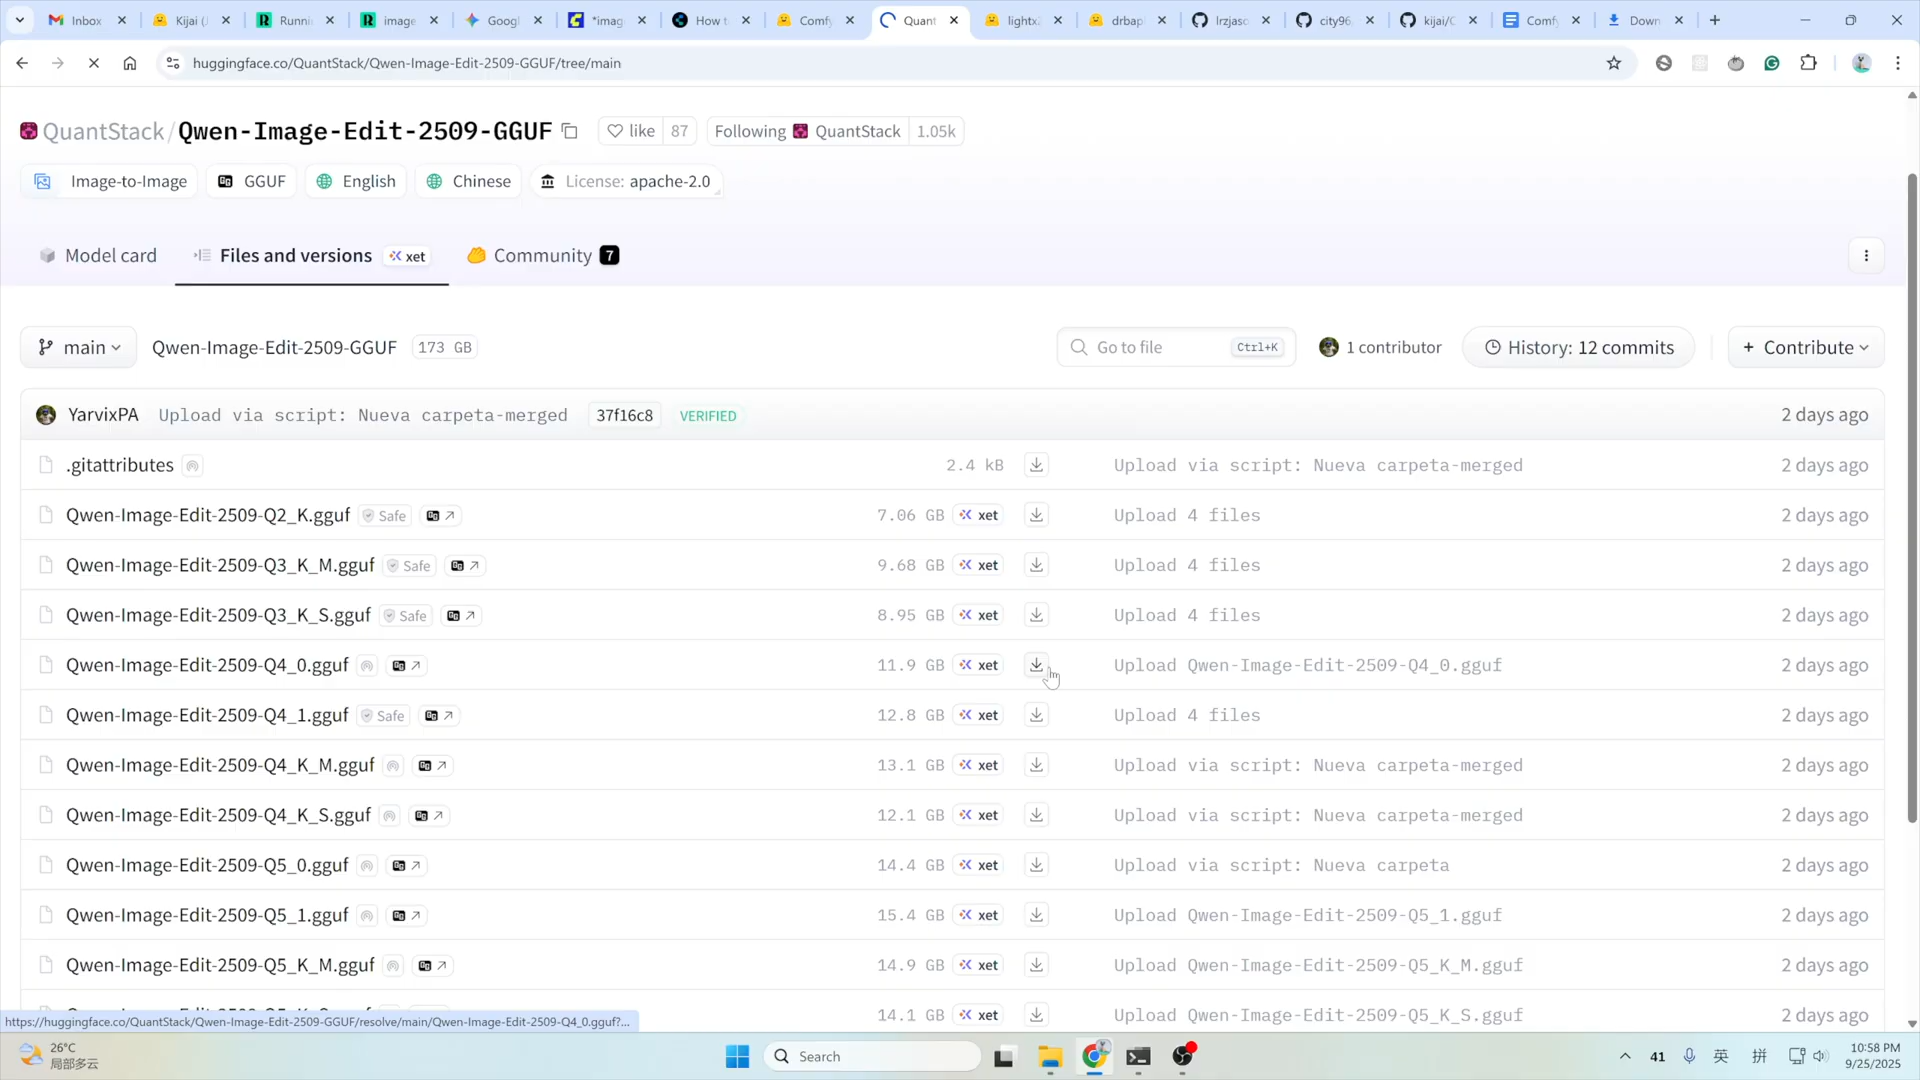 Inbox
Kijai (
Runni
image
Googl
*imag
How t
Comfy
Quant
lightx
drbap
lrzjaso
city96
kijai/C
Comfy
Down
huggingface.co/QuantStack/Qwen-Image-Edit-2509-GGUF/tree/main
QuantStack/Qwen-Image-Edit-2509-GGUF like 87 Following QuantStack 1.05k
Image-to-Image GGUF English Chinese License: apache-2.0
Model card Files and versions xet Community 7
main Qwen-Image-Edit-2509-GGUF 173 GB Go to file Ctrl+K 1 contributor History: 12 commits + Contribute
YarvixPA Upload via script: Nueva carpeta-merged 37f16c8 VERIFIED 2 days ago
.gitattributes 2.4 kB Upload via script: Nueva carpeta-merged 2 days ago
Qwen-Image-Edit-2509-Q2_K.gguf Safe 7.06 GB xet Upload 4 files 2 days ago
Qwen-Image-Edit-2509-Q3_K_M.gguf Safe 9.68 GB xet Upload 4 files 2 days ago
Qwen-Image-Edit-2509-Q3_K_S.gguf Safe 8.95 GB xet Upload 4 files 2 days ago
Qwen-Image-Edit-2509-Q4_0.gguf 11.9 GB xet Upload Qwen-Image-Edit-2509-Q4_0.gguf 2 days ago
Qwen-Image-Edit-2509-Q4_1.gguf Safe 12.8 GB xet Upload 4 files 2 days ago
Qwen-Image-Edit-2509-Q4_K_M.gguf 13.1 GB xet Upload via script: Nueva carpeta-merged 2 days ago
Qwen-Image-Edit-2509-Q4_K_S.gguf 12.1 GB xet Upload via script: Nueva carpeta-merged 2 days ago
Qwen-Image-Edit-2509-Q5_0.gguf 14.4 GB xet Upload via script: Nueva carpeta 2 days ago
Qwen-Image-Edit-2509-Q5_1.gguf 15.4 GB xet Upload Qwen-Image-Edit-2509-Q5_1.gguf 2 days ago
Qwen-Image-Edit-2509-Q5_K_M.gguf 14.9 GB xet Upload Qwen-Image-Edit-2509-Q5_K_M.gguf 2 days ago
14.1 GB xet Upload Qwen-Image-Edit-2509-Q5_K_S.gguf 2 days ago
https://huggingface.co/QuantStack/Qwen-Image-Edit-2509-GGUF/resolve/main/Qwen-Image-Edit-2509-Q4_0.gguf?...
26°C
局部多云
Search
41 英 拼
10:58 PM
9/25/2025